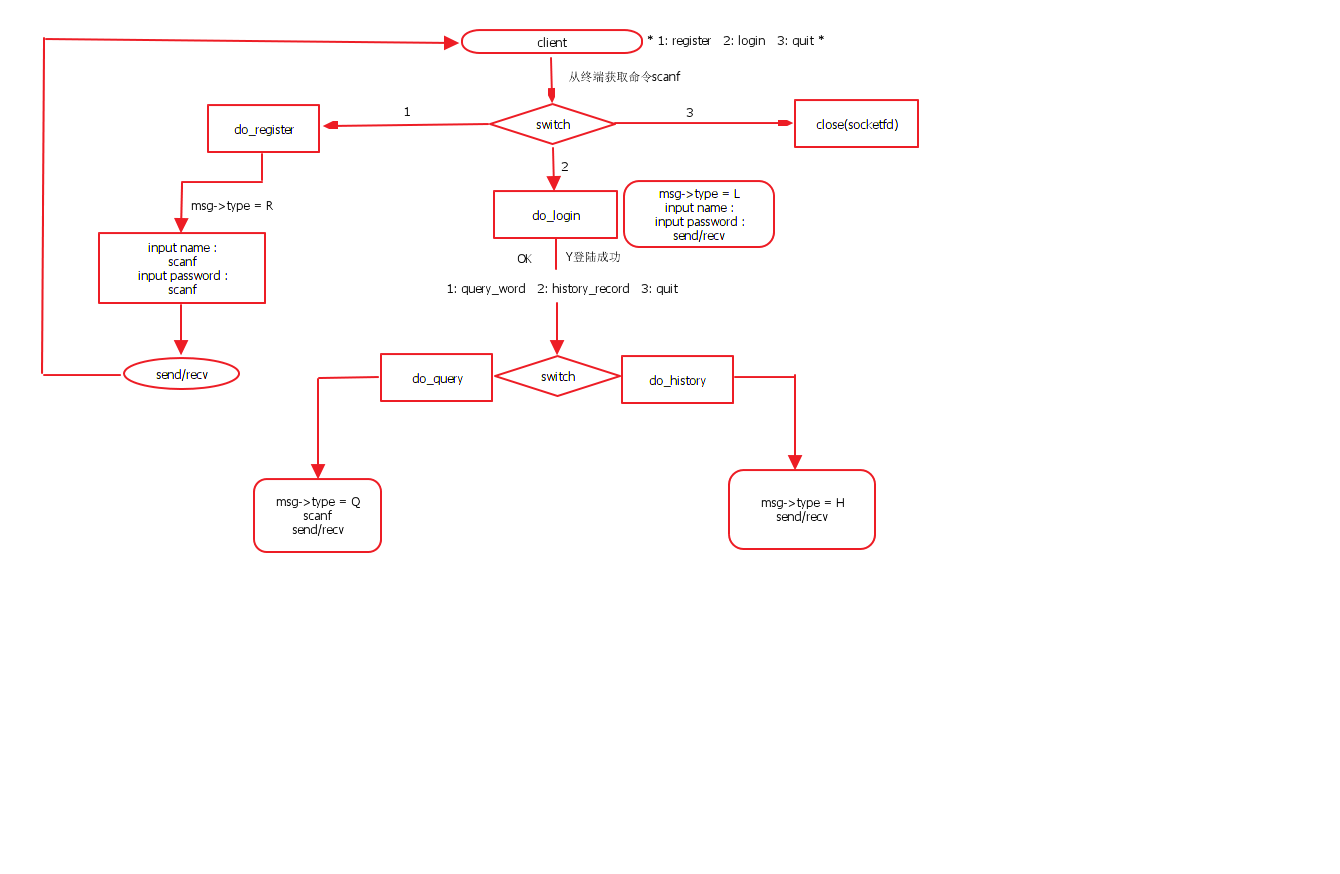 client
* 1: register 2: login 3: quit *
从终端获取命令scanf
1
3
do_register
switch
close(socketfd)
2
msg->type = R
do_login
msg->type = L
input name :
input password :
send/recv
input name :
scanf
input password :
scanf
OK
Y登陆成功
1: query_word 2: history_record 3: quit
send/recv
do_query
switch
do_history
msg->type = Q
scanf
send/recv
msg->type = H
send/recv